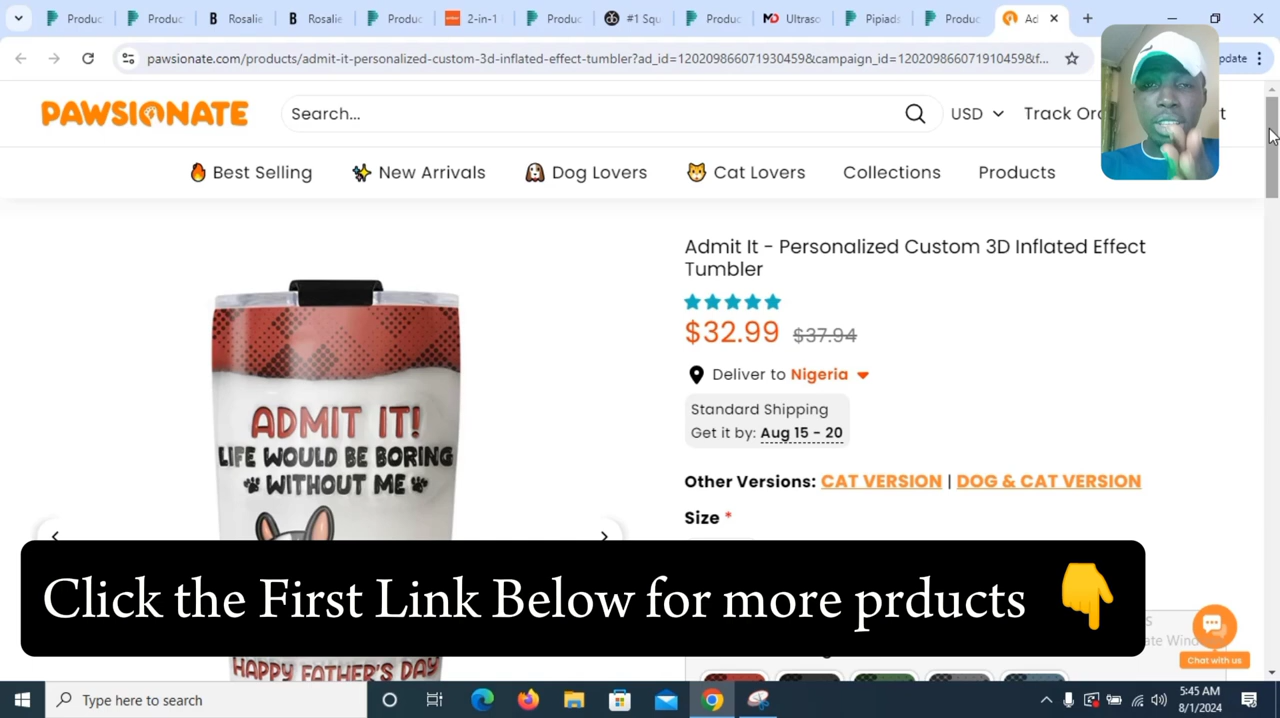 Produc
Produc
Rosalie
Rosalie
Produc
2-in-1
Produc
#1 Squ
Produc
Ultraso
Pipiads
Produc
Ad
pawsionate.com/products/admit-it-personalized-custom-3d-inflated-effect-tumbler?ad_id=120209866071930459&campaign_id=120209866071910459&f...
pdate
PAWSIONATE
Search...
USD
Track Ord
t
Best Selling
New Arrivals
Dog Lovers
Cat Lovers
Collections
Products
Admit It - Personalized Custom 3D Inflated Effect
Tumbler
$32.99 $37.94
Deliver to Nigeria
Standard Shipping
Get it by: Aug 15 - 20
Other Versions: CAT VERSION | DOG & CAT VERSION
Size *
ADMIT IT!
LIFE WOULD BE BORING
WITHOUT ME
HAPPY FATHER'S DAY
Click the First Link Below for more prducts
Chat with us
Type here to search
5:45 AM
8/1/2024